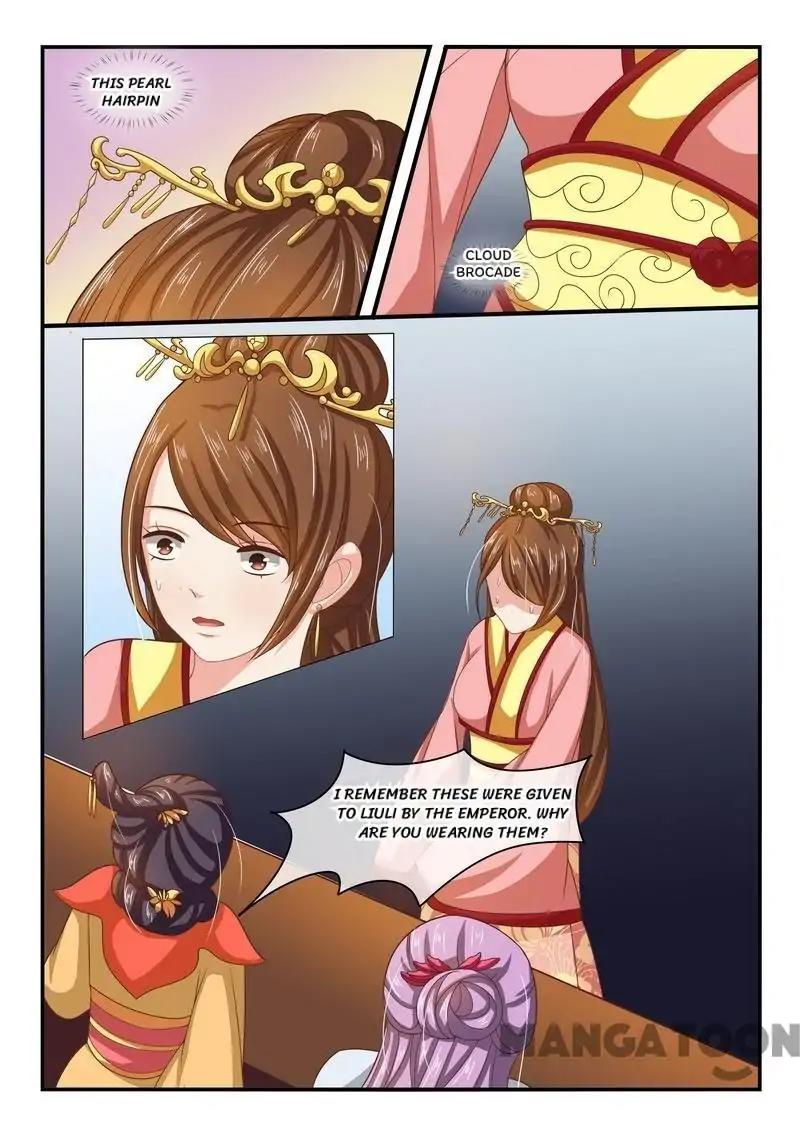 THIS PEARL
HAIRPIN
CLOUD
BROCADE
I REMEMBER THESE WERE GIVEN
TO LIULI BY THE EMPEROR. WHY
ARE YOU WEARING THEM?
MANGATOON